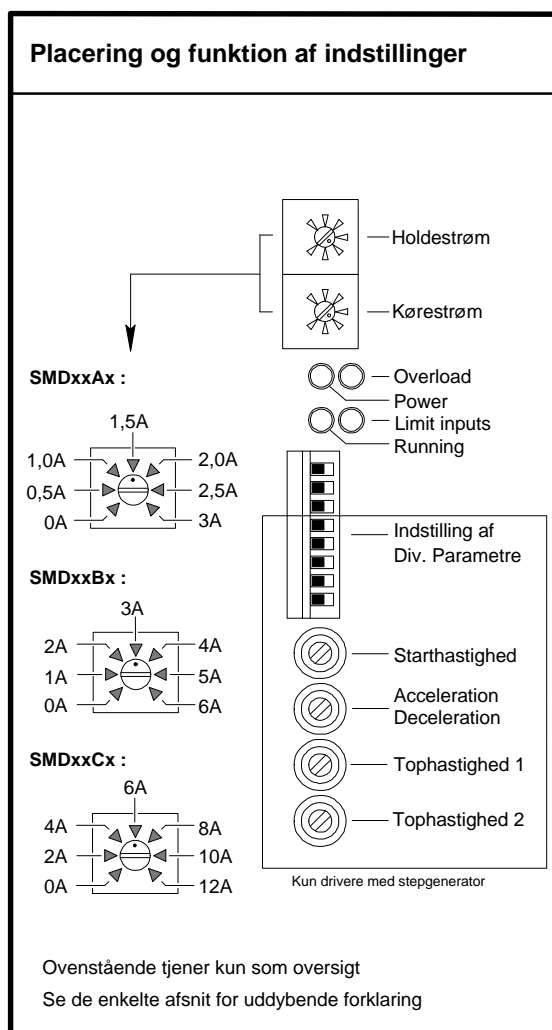 Placering og funktion af indstillinger
Holdestrøm
Kørestrøm
Overload
Power
Limit inputs
Running
SMDxxAx :
1,5A
1,0A
2,0A
0,5A
2,5A
0A
3A
Indstilling af
Div. Parametre
SMDxxBx :
3A
2A
4A
1A
5A
0A
6A
Starthastighed
Acceleration
Deceleration
SMDxxCx :
6A
4A
8A
2A
10A
0A
12A
Tophastighed 1
Tophastighed 2
Kun drivere med stepgenerator
Ovenstående tjener kun som oversigt
Se de enkelte afsnit for uddybende forklaring